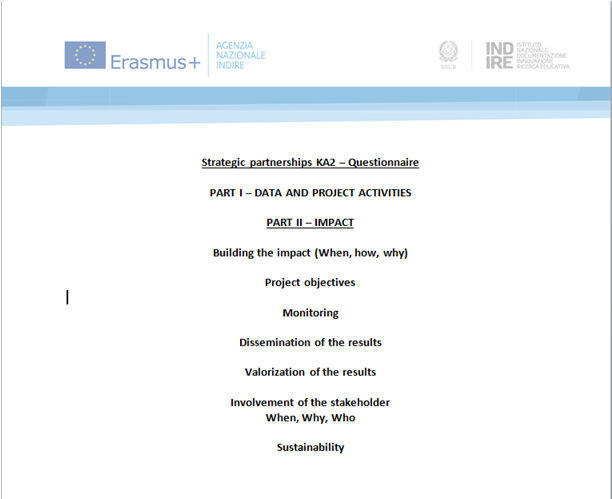 Erasmus+
AGENZIA
NAZIONALE
INDIRE
MIUR
IND
IRE
ISTITUTO
NAZIONALE
DOCUMENTAZIONE
INNOVAZIONE
RICERCA EDUCATIVA
Strategic partnerships KA2 – Questionnaire
PART I – DATA AND PROJECT ACTIVITIES
PART II – IMPACT
Building the impact (When, how, why)
Project objectives
Monitoring
Dissemination of the results
Valorization of the results
Involvement of the stakeholder
When, Why, Who
Sustainability